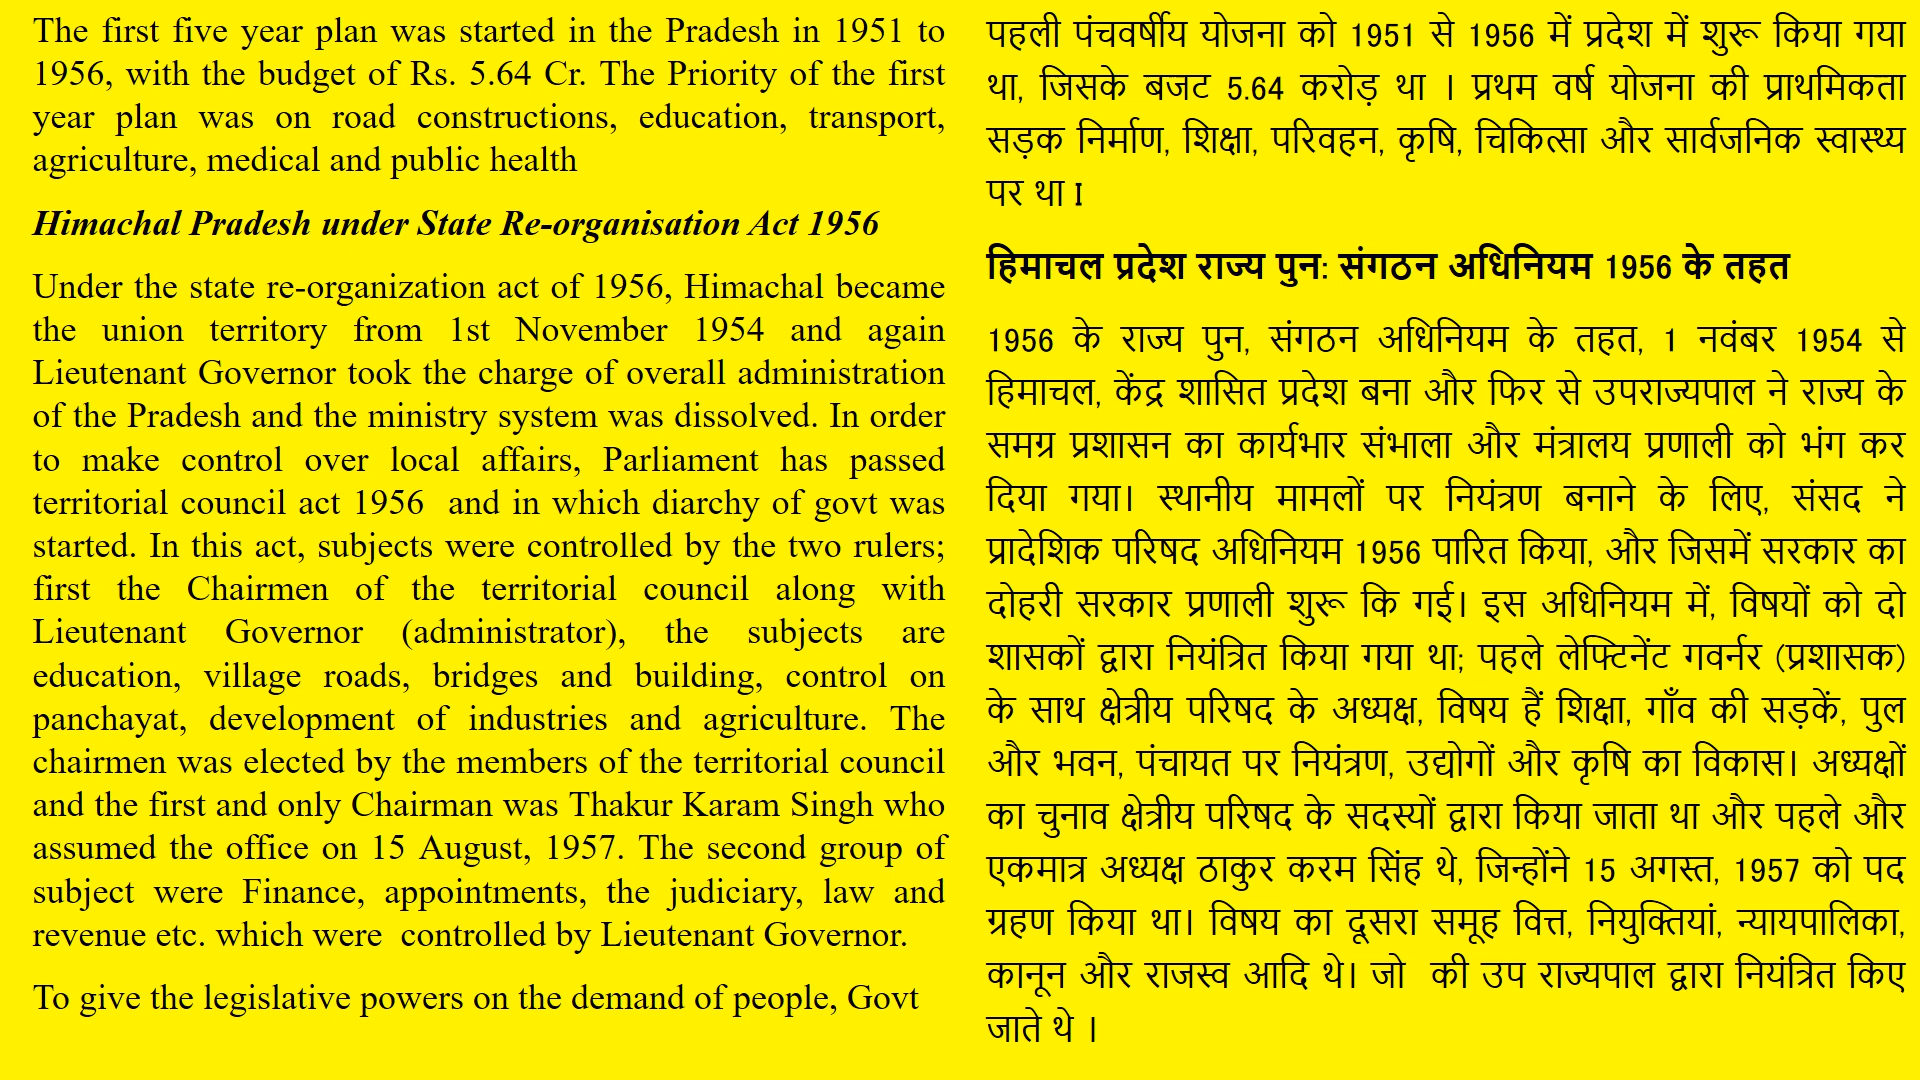 The first five year plan was started in the Pradesh in 1951 to
1956, with the budget of Rs. 5.64 Cr. The Priority of the first
year plan was on road constructions, education, transport,
agriculture, medical and public health
Himachal Pradesh under State Re-organisation Act 1956
Under the state re-organization act of 1956, Himachal became
the union territory from 1st November 1954 and again
Lieutenant Governor took the charge of overall administration
of the Pradesh and the ministry system was dissolved. In order
to make control over local affairs, Parliament has passed
territorial council act 1956 and in which diarchy of govt was
started. In this act, subjects were controlled by the two rulers;
first the Chairmen of the territorial council along with
Lieutenant Governor (administrator), the subjects are
education, village roads, bridges and building, control on
panchayat, development of industries and agriculture. The
chairmen was elected by the members of the territorial council
and the first and only Chairman was Thakur Karam Singh who
assumed the office on 15 August, 1957. The second group of
subject were Finance, appointments, the judiciary, law and
revenue etc. which were controlled by Lieutenant Governor.
To give the legislative powers on the demand of people, Govt
पहली पंचवर्षीय योजना को 1951 से 1956 में प्रदेश में शुरू किया गया
था, जिसके बजट 5.64 करोड़ था । प्रथम वर्ष योजना की प्राथमिकता
सड़क निर्माण, शिक्षा, परिवहन, कृषि, चिकित्सा और सार्वजनिक स्वास्थ्य
पर था I
हिमाचल प्रदेश राज्य पुन: संगठन अधिनियम 1956 के तहत
1956 के राज्य पुन, संगठन अधिनियम के तहत, 1 नवंबर 1954 से
हिमाचल, केंद्र शासित प्रदेश बना और फिर से उपराज्यपाल ने राज्य के
समग्र प्रशासन का कार्यभार संभाला और मंत्रालय प्रणाली को भंग कर
दिया गया। स्थानीय मामलों पर नियंत्रण बनाने के लिए, संसद ने
प्रादेशिक परिषद अधिनियम 1956 पारित किया, और जिसमें सरकार का
दोहरी सरकार प्रणाली शुरू कि गई। इस अधिनियम में, विषयों को दो
शासकों द्वारा नियंत्रित किया गया था; पहले लेफ्टिनेंट गवर्नर (प्रशासक)
के साथ क्षेत्रीय परिषद के अध्यक्ष, विषय हैं शिक्षा, गाँव की सड़कें, पुल
और भवन, पंचायत पर नियंत्रण, उद्योगों और कृषि का विकास। अध्यक्षों
का चुनाव क्षेत्रीय परिषद के सदस्यों द्वारा किया जाता था और पहले और
एकमात्र अध्यक्ष ठाकुर करम सिंह थे, जिन्होंने 15 अगस्त, 1957 को पद
ग्रहण किया था। विषय का दूसरा समूह वित्त, नियुक्तियां, न्यायपालिका,
कानून और राजस्व आदि थे। जो की उप राज्यपाल द्वारा नियंत्रित किए
जाते थे ।